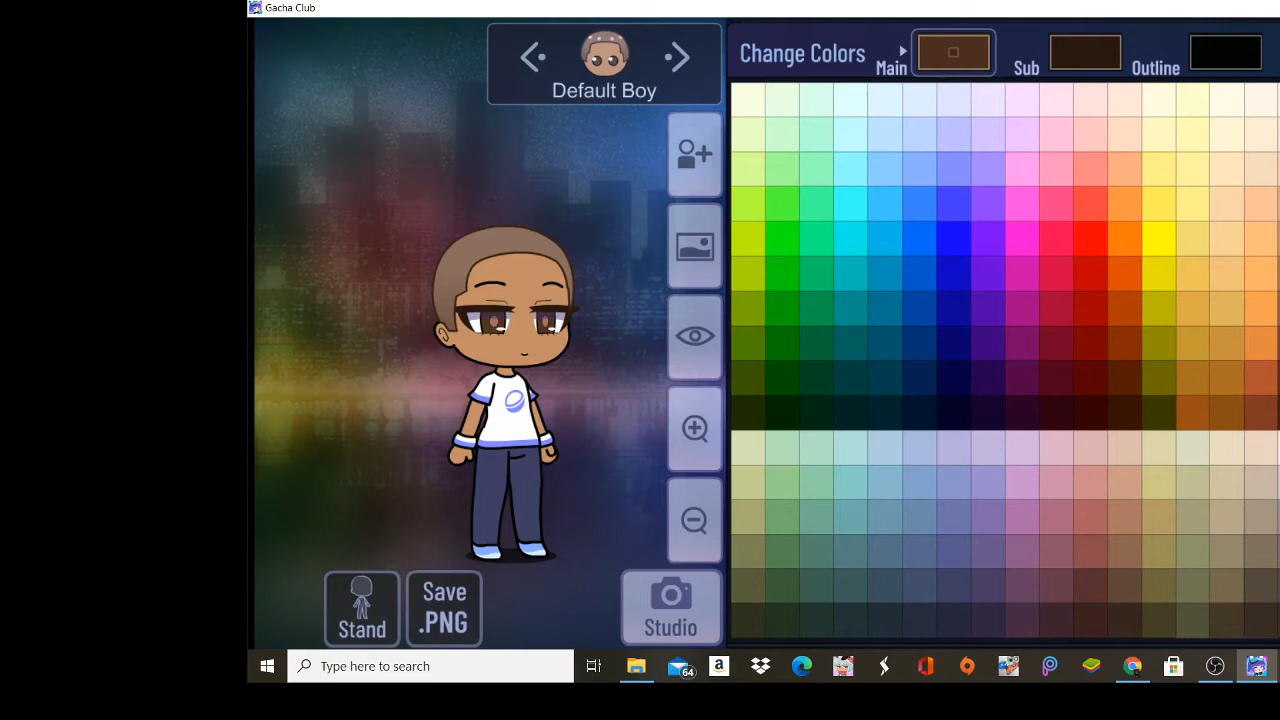 Gacha Club
Default Boy
Change Colors
Main
Sub
Outline
Stand
Save
.PNG
Studio
Type here to search
64